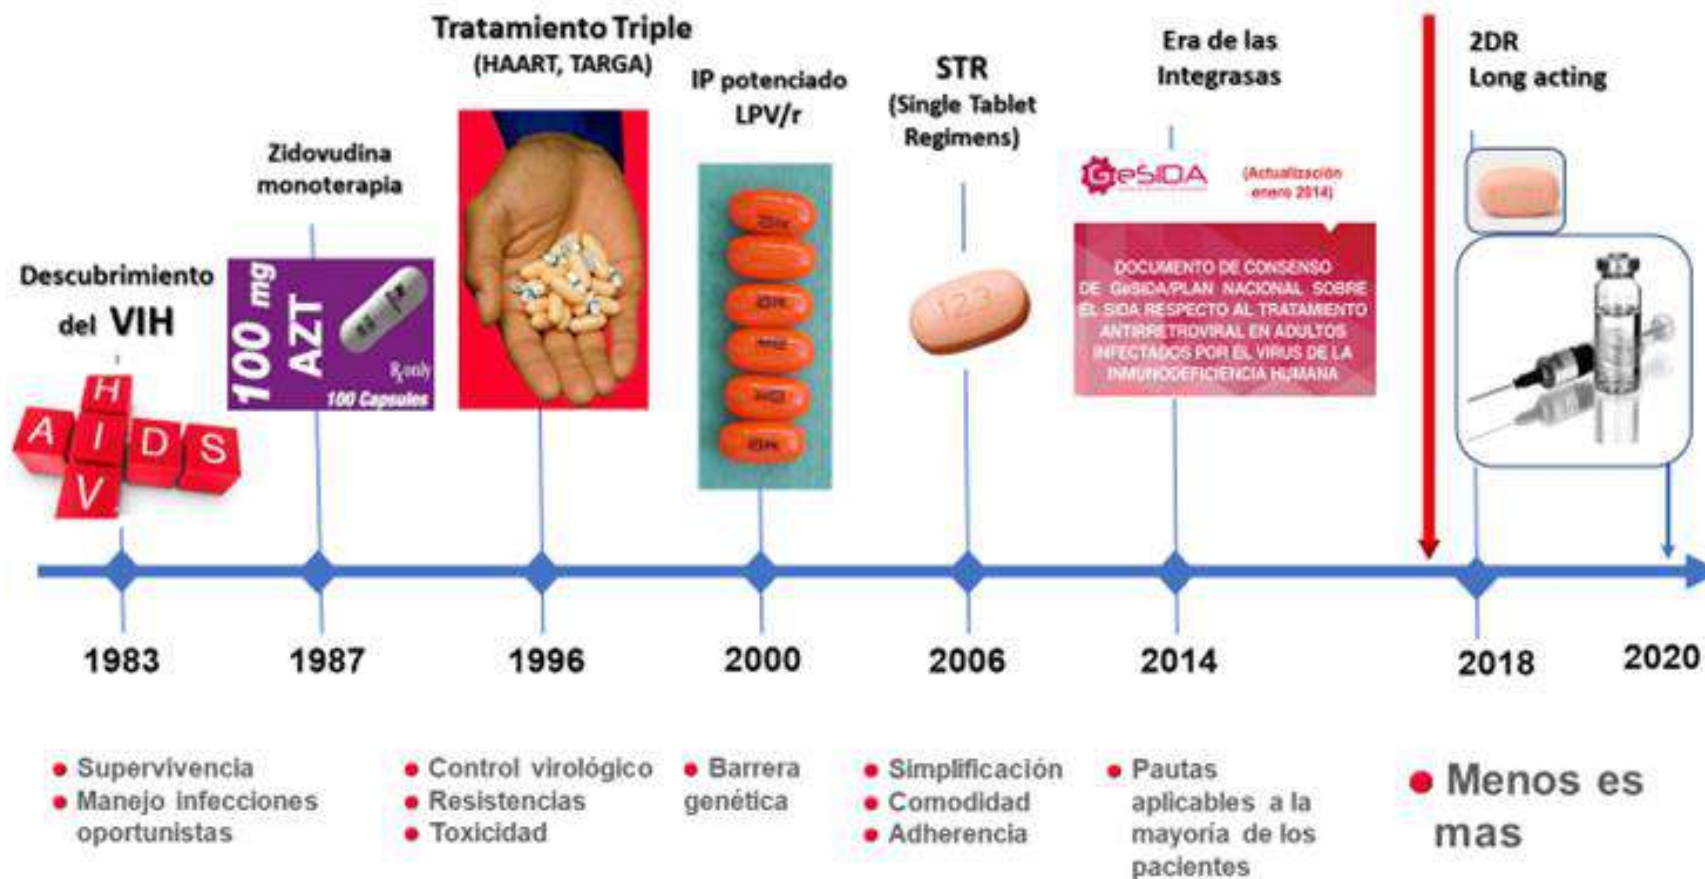 Descubrimiento
del VIH
H
A I D S
V
Zidovudina
monoterapia
100 mg
AZT
Rx only
100 Capsules
Tratamiento Triple
(HAART, TARGA)
IP potenciado
LPV/r
STR
(Single Tablet
Regimens)
123
Era de las
Integrasas
GeSIDA
(Actualización
enero 2014)
DOCUMENTO DE CONSENSO
DE GeSIDA/PLAN NACIONAL SOBRE
EL SIDA RESPECTO AL TRATAMIENTO
ANTIRRETROVIRAL EN ADULTOS
INFECTADOS POR EL VIRUS DE LA
INMUNODEFICIENCIA HUMANA
2DR
Long acting
1983
1987
1996
2000
2006
2014
2018
2020
• Supervivencia
• Manejo infecciones
oportunistas
• Control virológico
• Resistencias
• Toxicidad
• Barrera
genética
• Simplificación
• Comodidad
• Adherencia
• Pautas
aplicables a la
mayoría de los
pacientes
• Menos es
mas